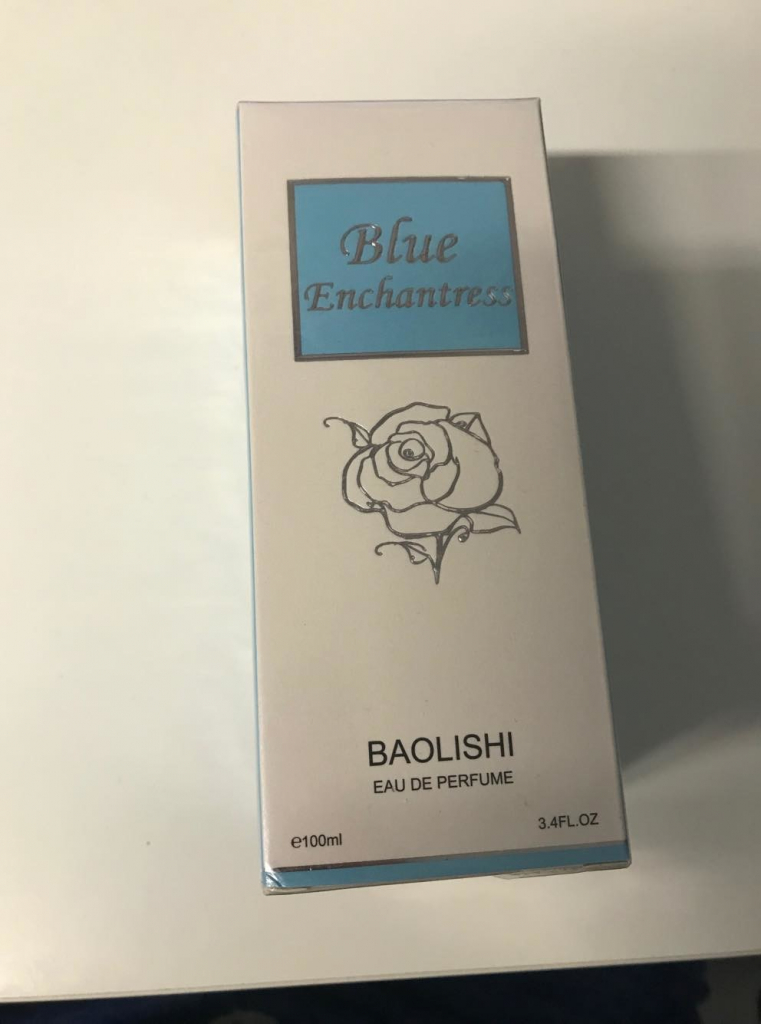 Blue
Enchantress
BAOLISHI
EAU DE PERFUME
℮100ml
3.4FL.OZ